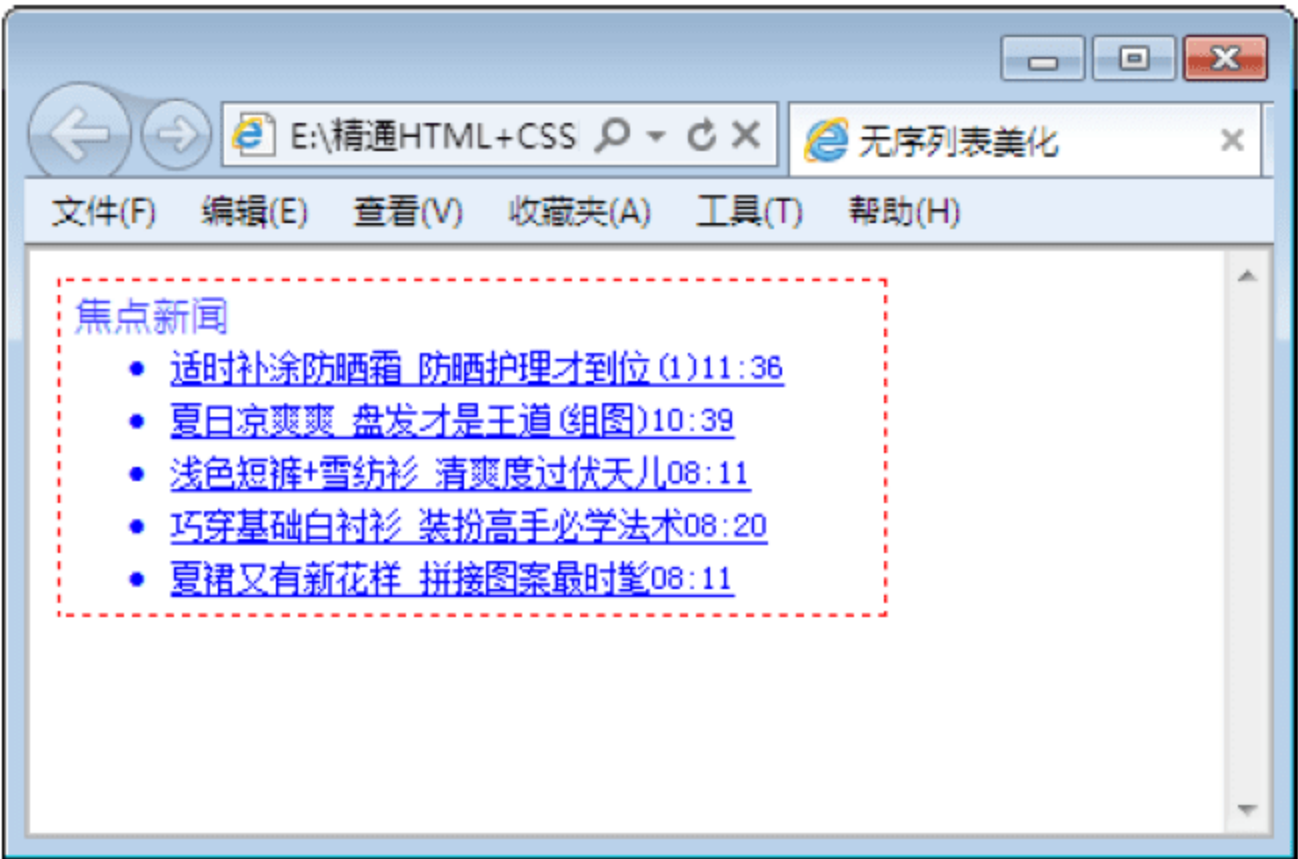 E:\精通HTML+CSS
无序列表美化
文件(F) 编辑(E) 查看(V) 收藏夹(A) 工具(T) 帮助(H)
焦点新闻
适时补涂防晒霜 防晒护理才到位(1)11:36
夏日凉爽爽 盘发才是王道(组图)10:39
浅色短裤+雪纺衫 清爽度过伏天儿08:11
巧穿基础白衬衫 装扮高手必学法术08:20
夏裙又有新花样 拼接图案最时髦08:11